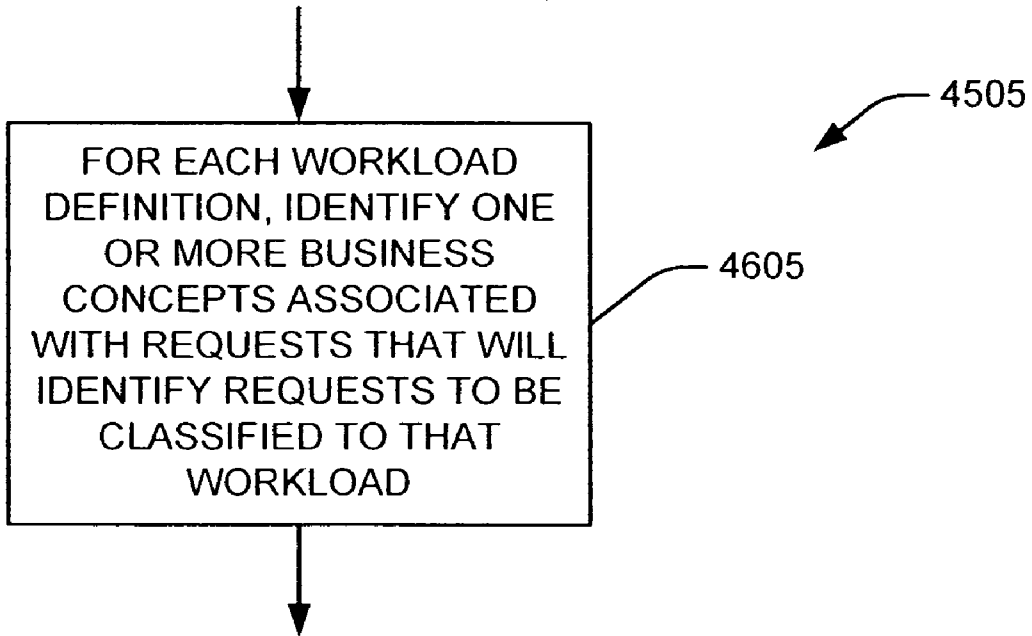 4505
FOR EACH WORKLOAD
DEFINITION, IDENTIFY ONE
OR MORE BUSINESS
CONCEPTS ASSOCIATED
WITH REQUESTS THAT WILL
IDENTIFY REQUESTS TO BE
CLASSIFIED TO THAT
WORKLOAD
4605